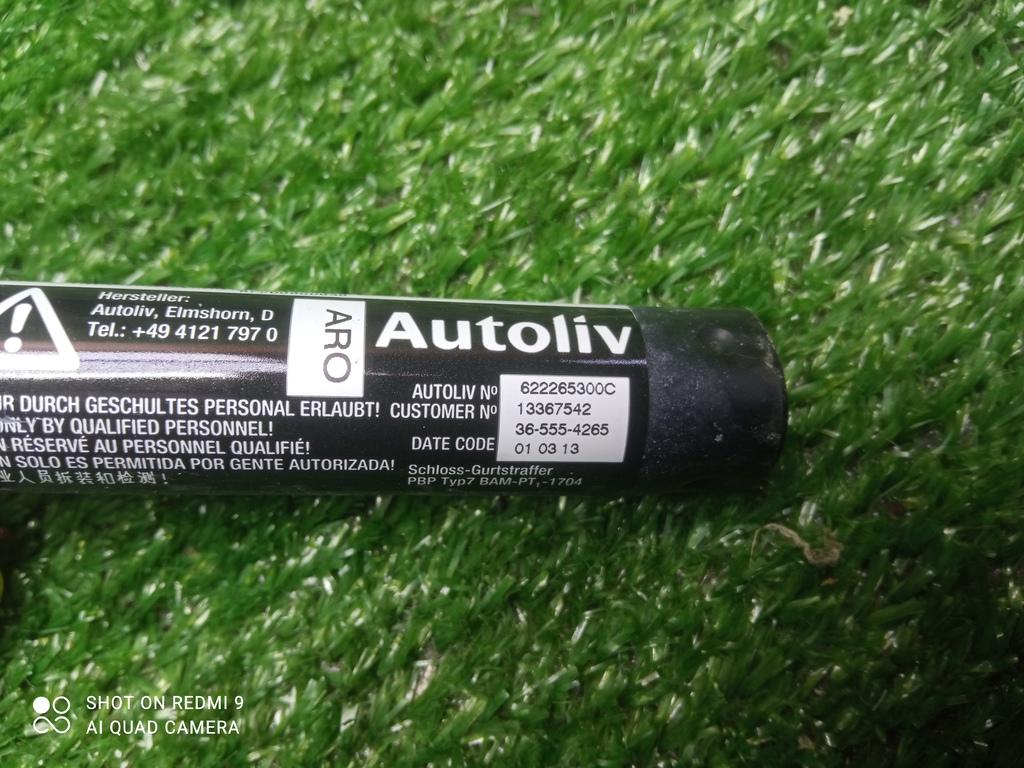 Hersteller:
Autoliv, Elmshorn, D
Tel.: +49 4121 797 0
ARO
Autoliv
AUTOLIV Nº 622265300C
CUSTOMER Nº 13367542
36-555-4265
DATE CODE 01 03 13
Schloss-Gurtstraffer
PBP Typ7 BAM-PT₁-1704
DURCH GESCHULTES PERSONAL ERLAUBT!
ONLY BY QUALIFIED PERSONNEL!
RÉSERVÉ AU PERSONNEL QUALIFIÉ!
SOLO ES PERMITIDA POR GENTE AUTORIZADA!
业人员拆装和检测！
SHOT ON REDMI 9
AI QUAD CAMERA